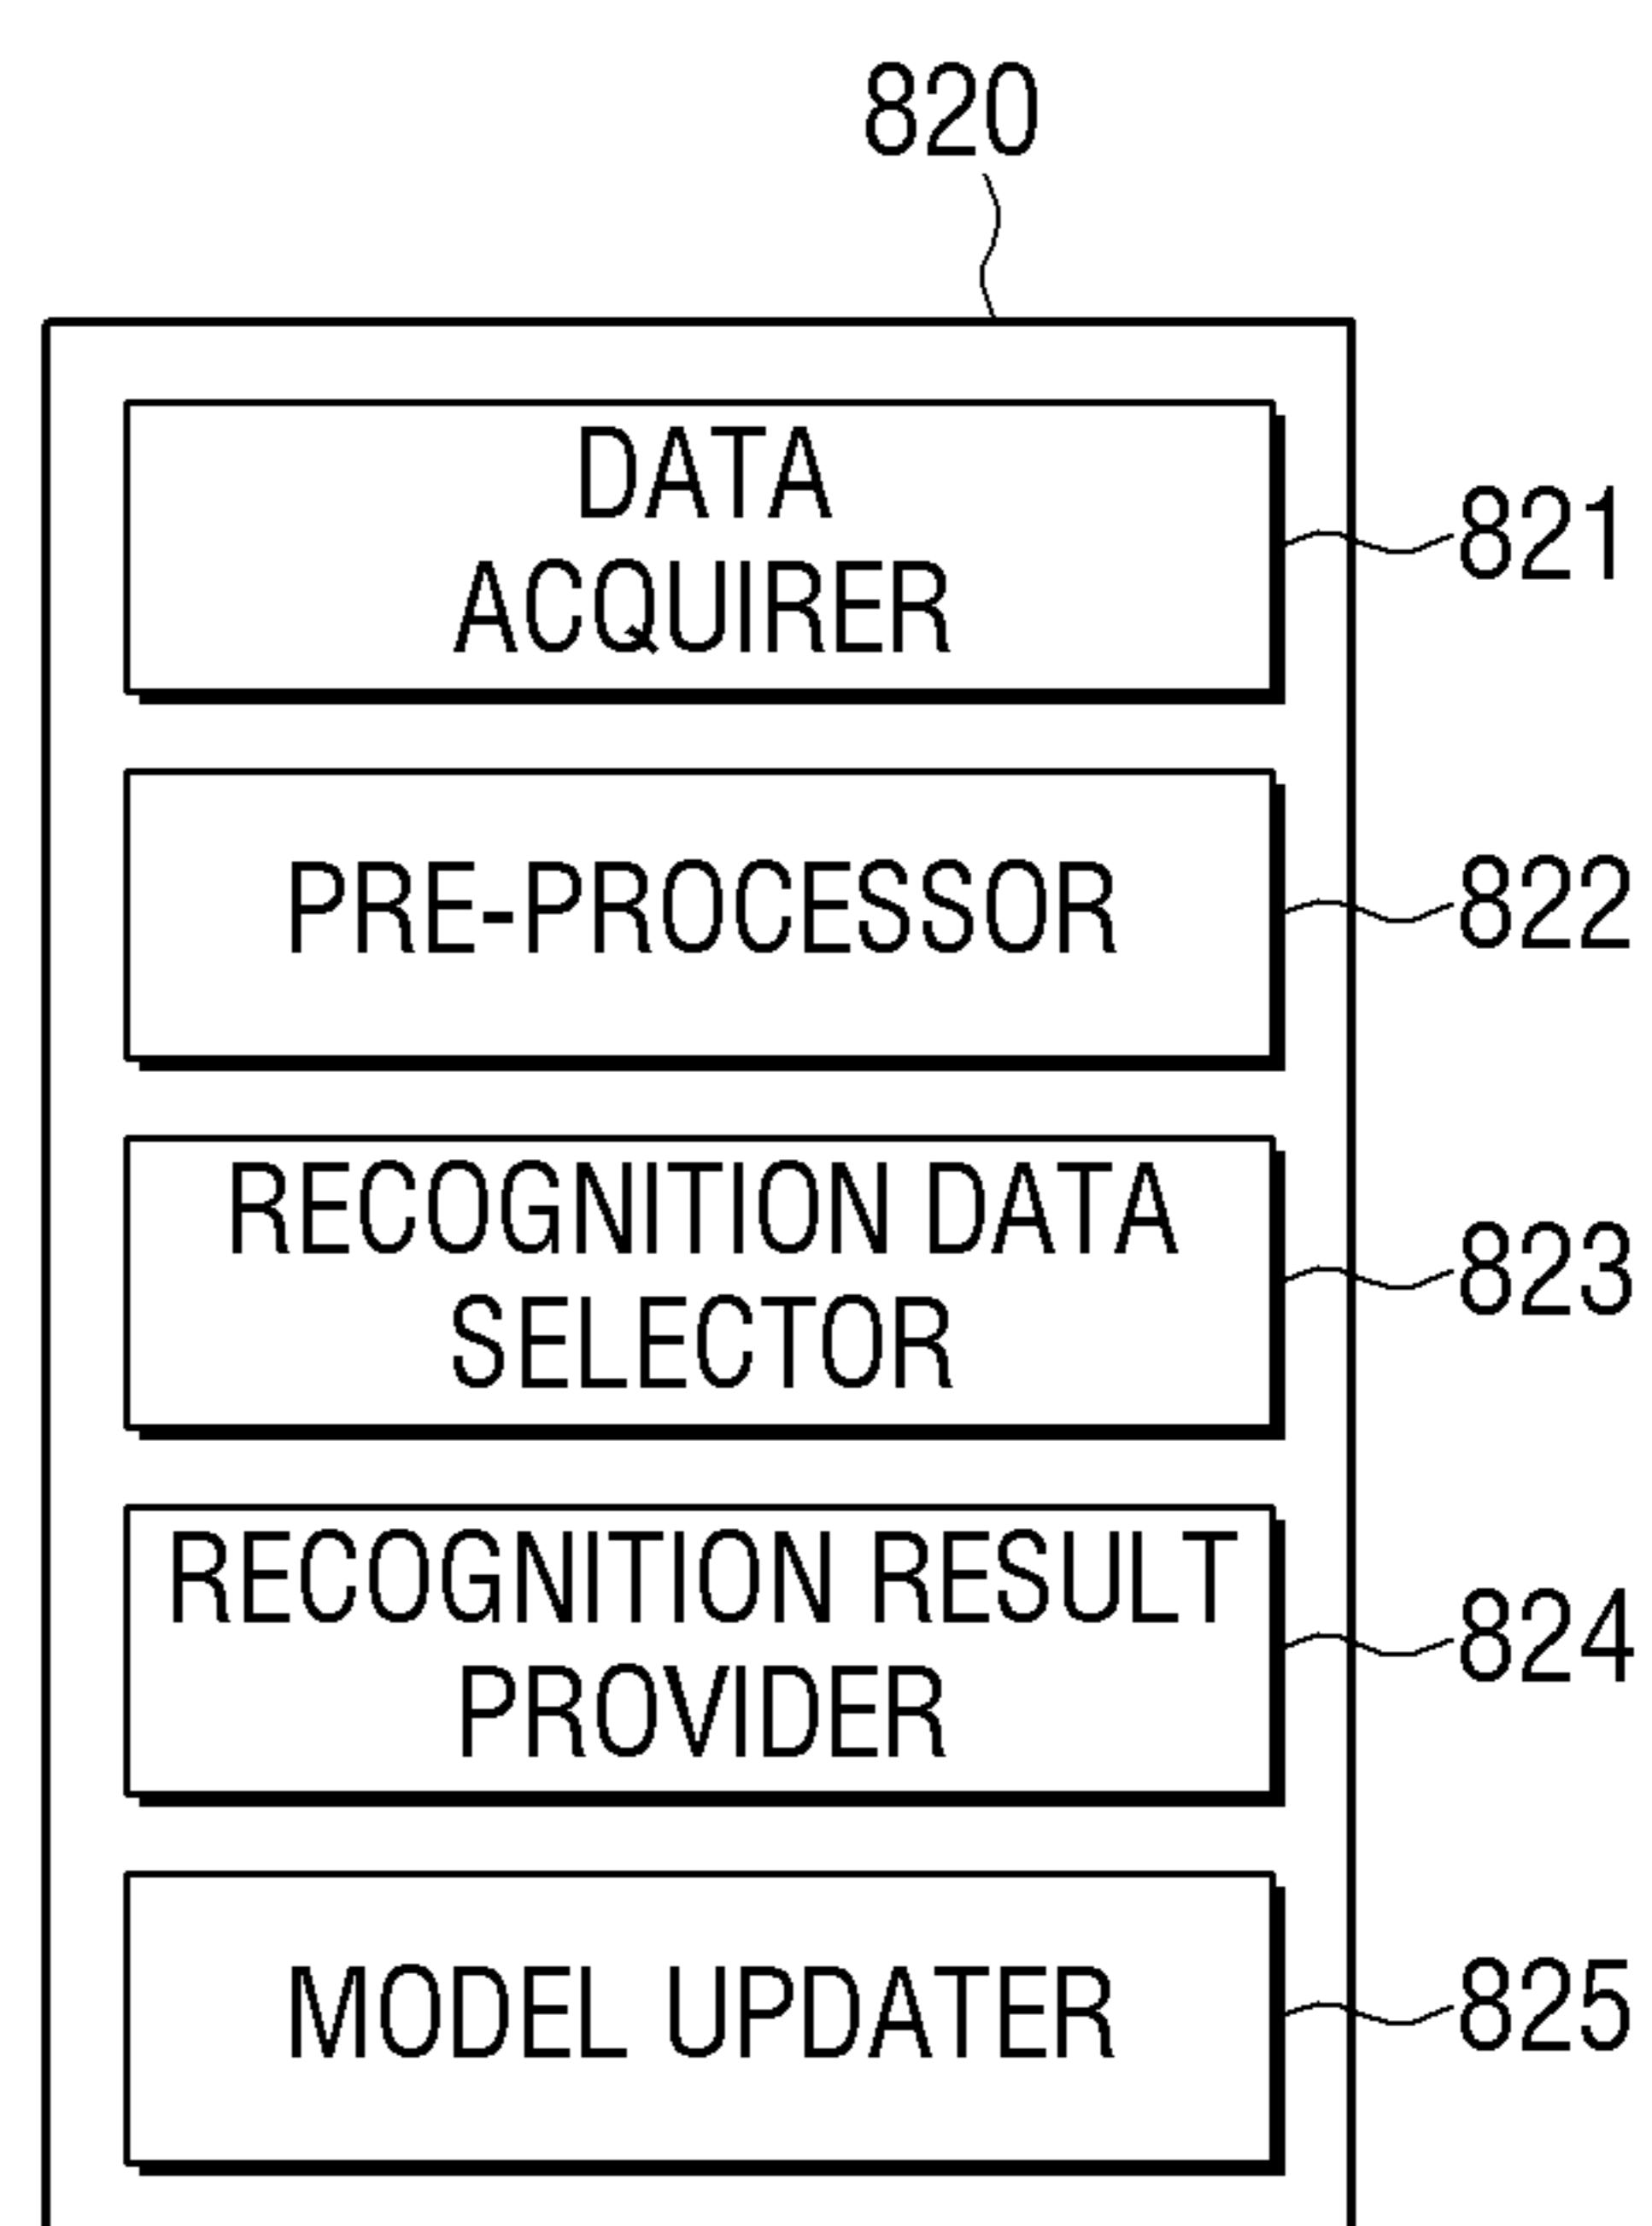 820
DATA
ACQUIRER
821
PRE-PROCESSOR
822
RECOGNITION DATA
SELECTOR
823
RECOGNITION RESULT
PROVIDER
824
MODEL UPDATER
825